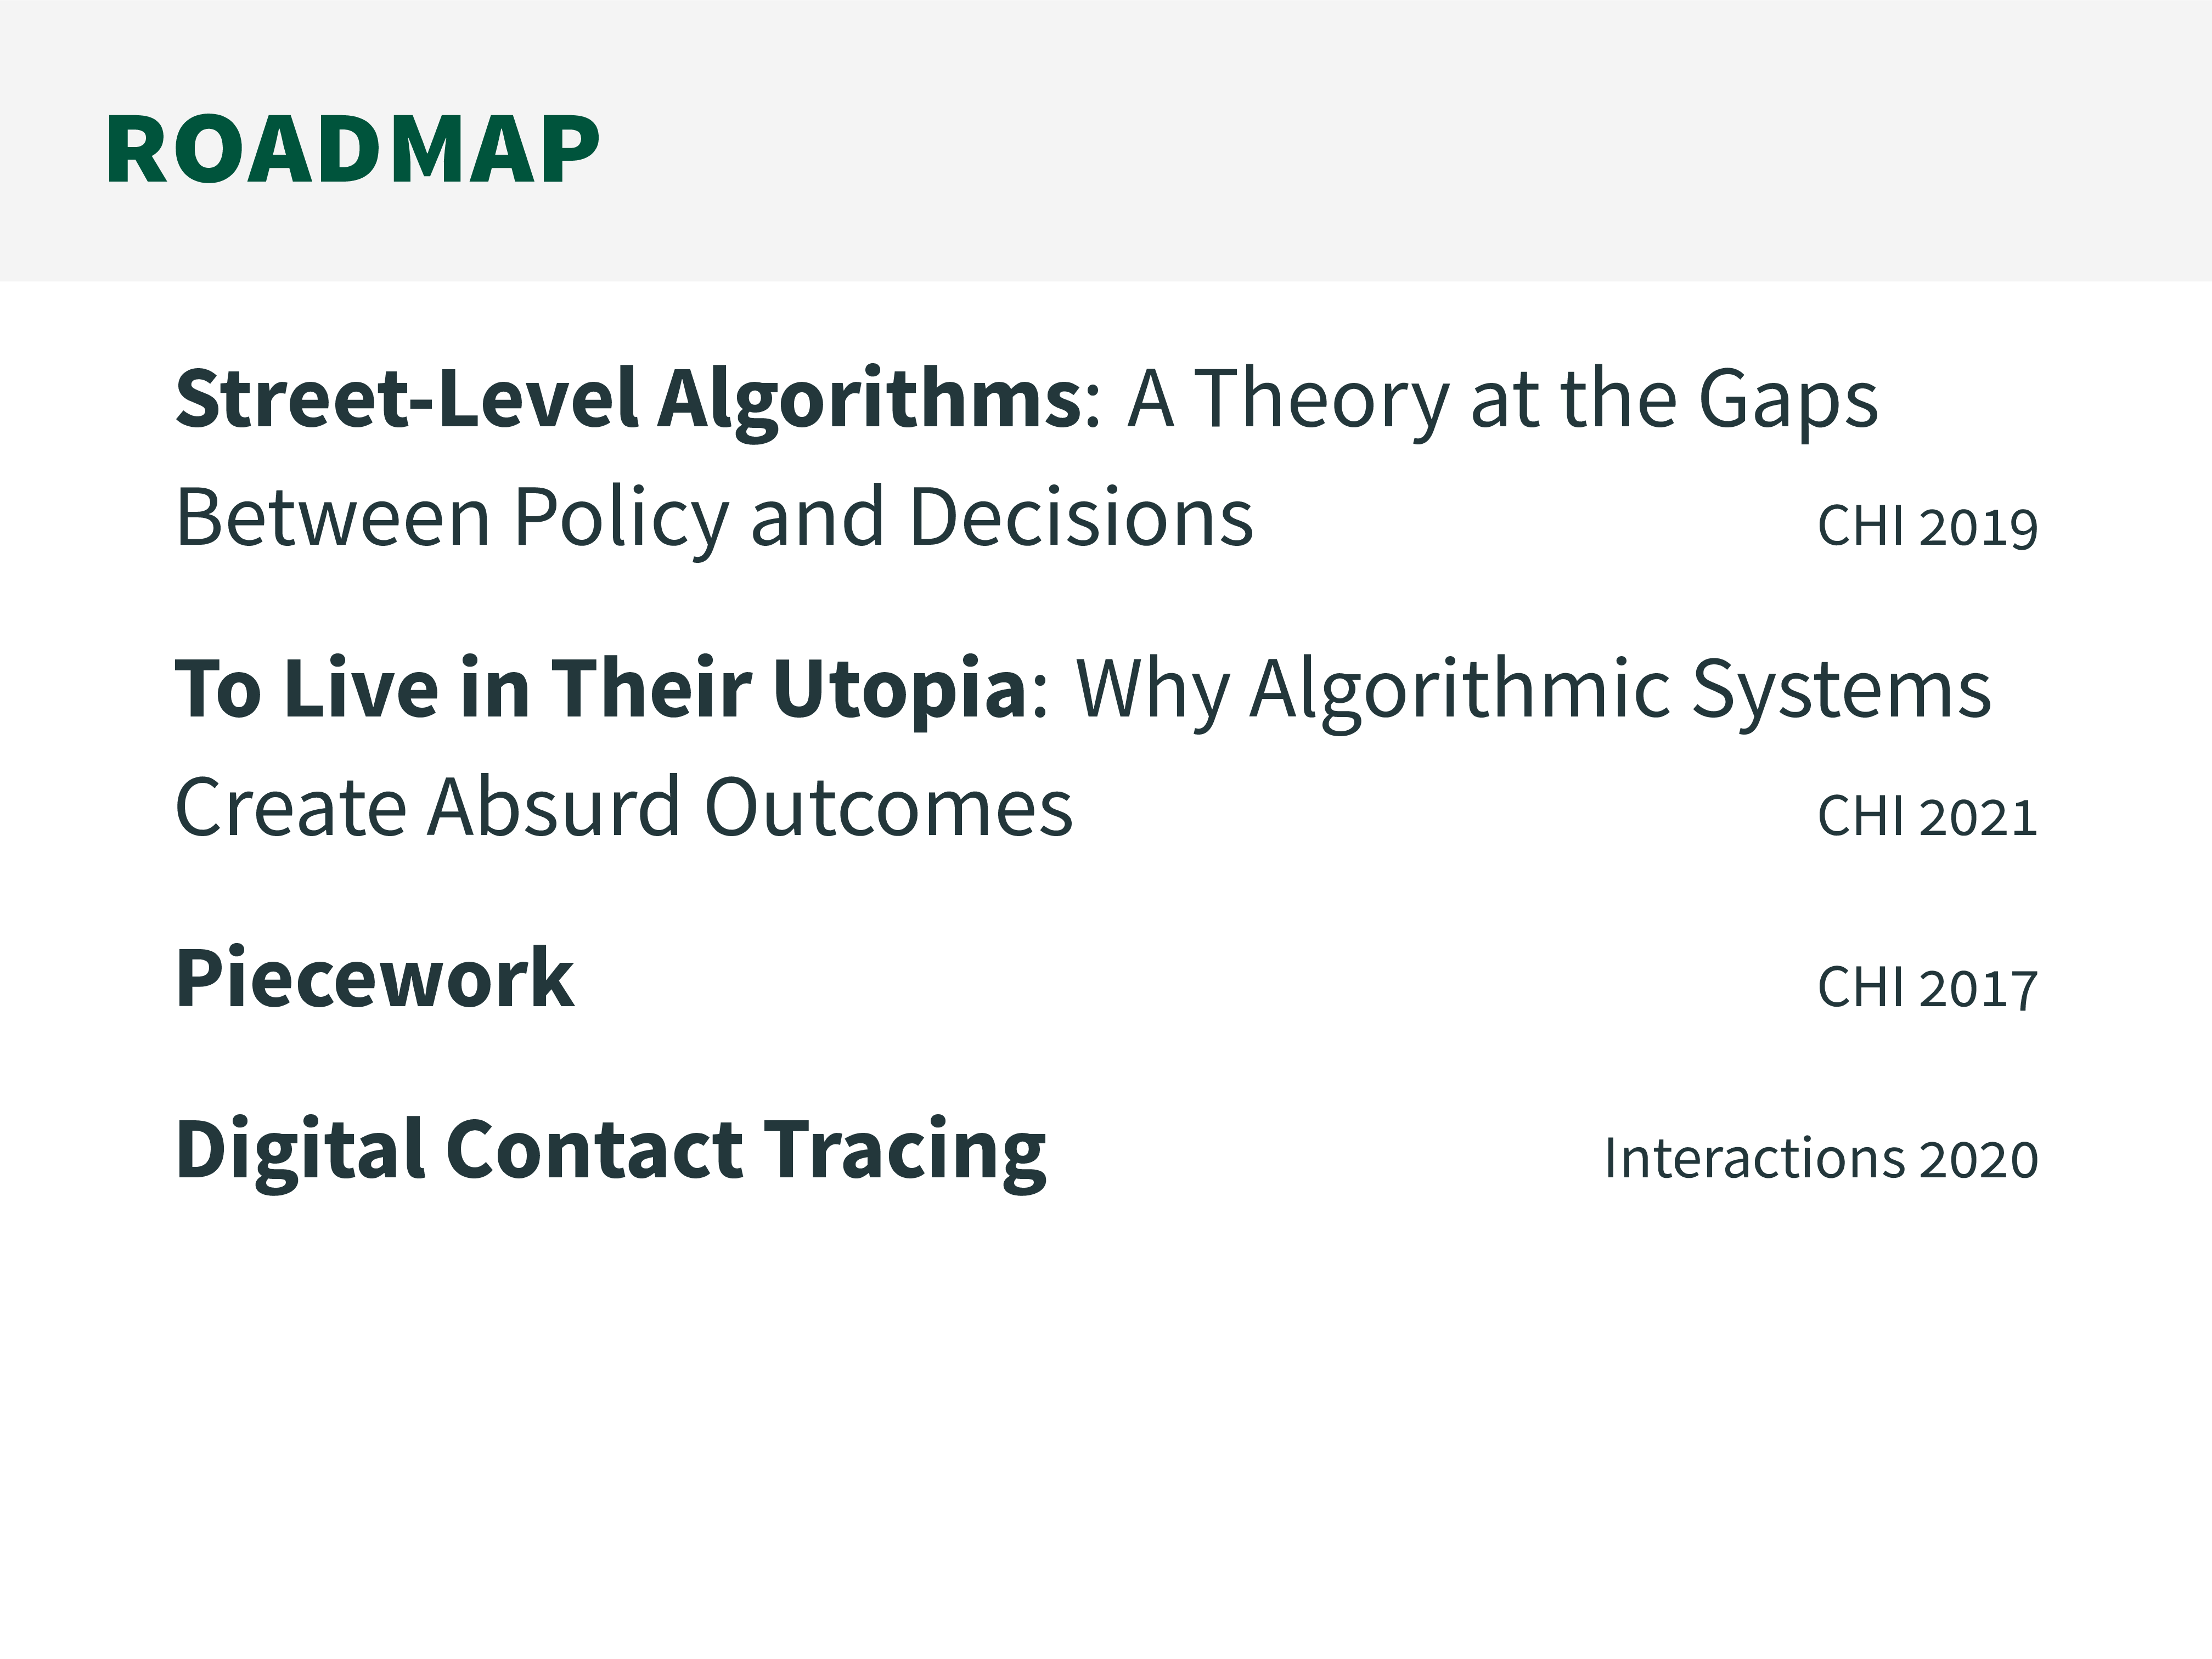 ROADMAP
Street-Level Algorithms: A Theory at the Gaps
Between Policy and Decisions CHI 2019
To Live in Their Utopia: Why Algorithmic Systems
Create Absurd Outcomes CHI 2021
Piecework CHI 2017
Digital Contact Tracing Interactions 2020